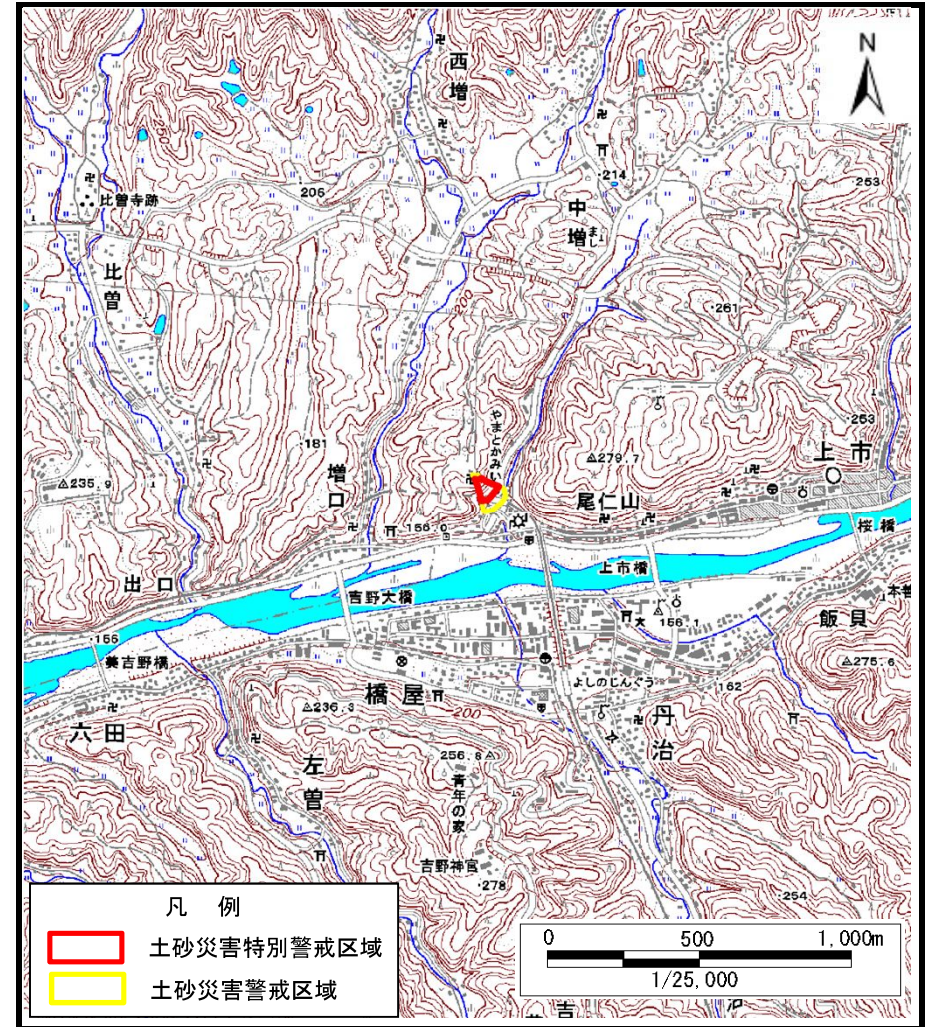 N
西増
250
卍
卍
206
214
253
比曽寺跡
中増
まし
比曽
200
261
やまとかみい
181
253
上市
279.7
235.9
増口
尾仁山
156.0
桜橋
出口
上市橋
吉野大橋
156.1
飯貝
156
美吉野橋
275.6
よしのじんぐう
162
橋屋
236.3
200
丹治
六田
256.8
左曽
青年の家
吉野神宮
278
254
凡 例
土砂災害特別警戒区域
土砂災害警戒区域
0 500 1,000m
1/25,000